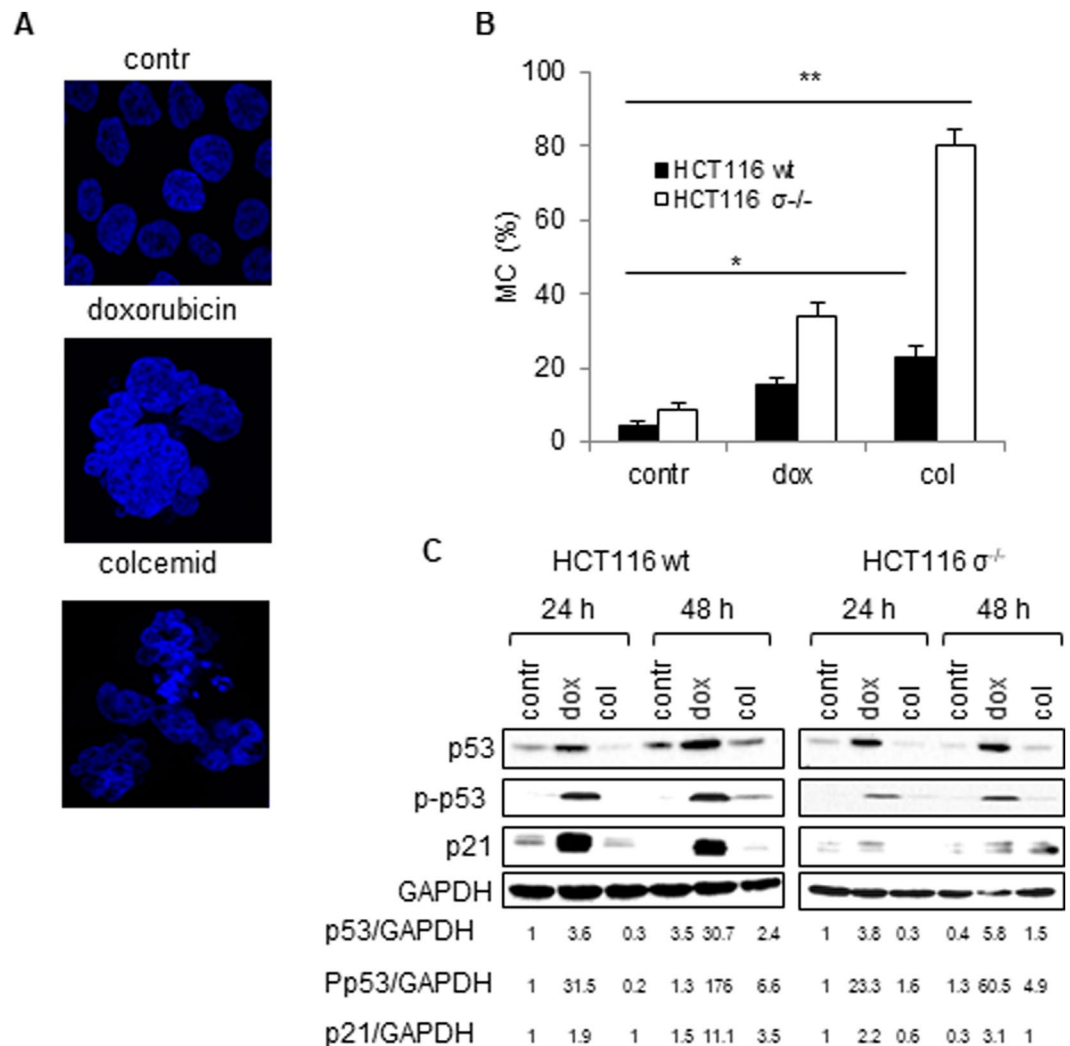 A
contr
doxorubicin
colcemid
B
MC (%)
100
80
60
40
20
0
**
*
HCT116 wt
HCT116 σ-/-
contr dox col
C
HCT116 wt HCT116 σ-/-
24 h 48 h 24 h 48 h
contr dox col contr dox col contr dox col contr dox col
p53
p-p53
p21
GAPDH
p53/GAPDH 1 3.6 0.3 3.5 30.7 2.4 1 3.8 0.3 0.4 5.8 1.5
Pp53/GAPDH 1 31.5 0.2 1.3 176 6.6 1 23.3 1.6 1.3 60.5 4.9
p21/GAPDH 1 1.9 1 1.5 11.1 3.5 1 2.2 0.6 0.3 3.1 1